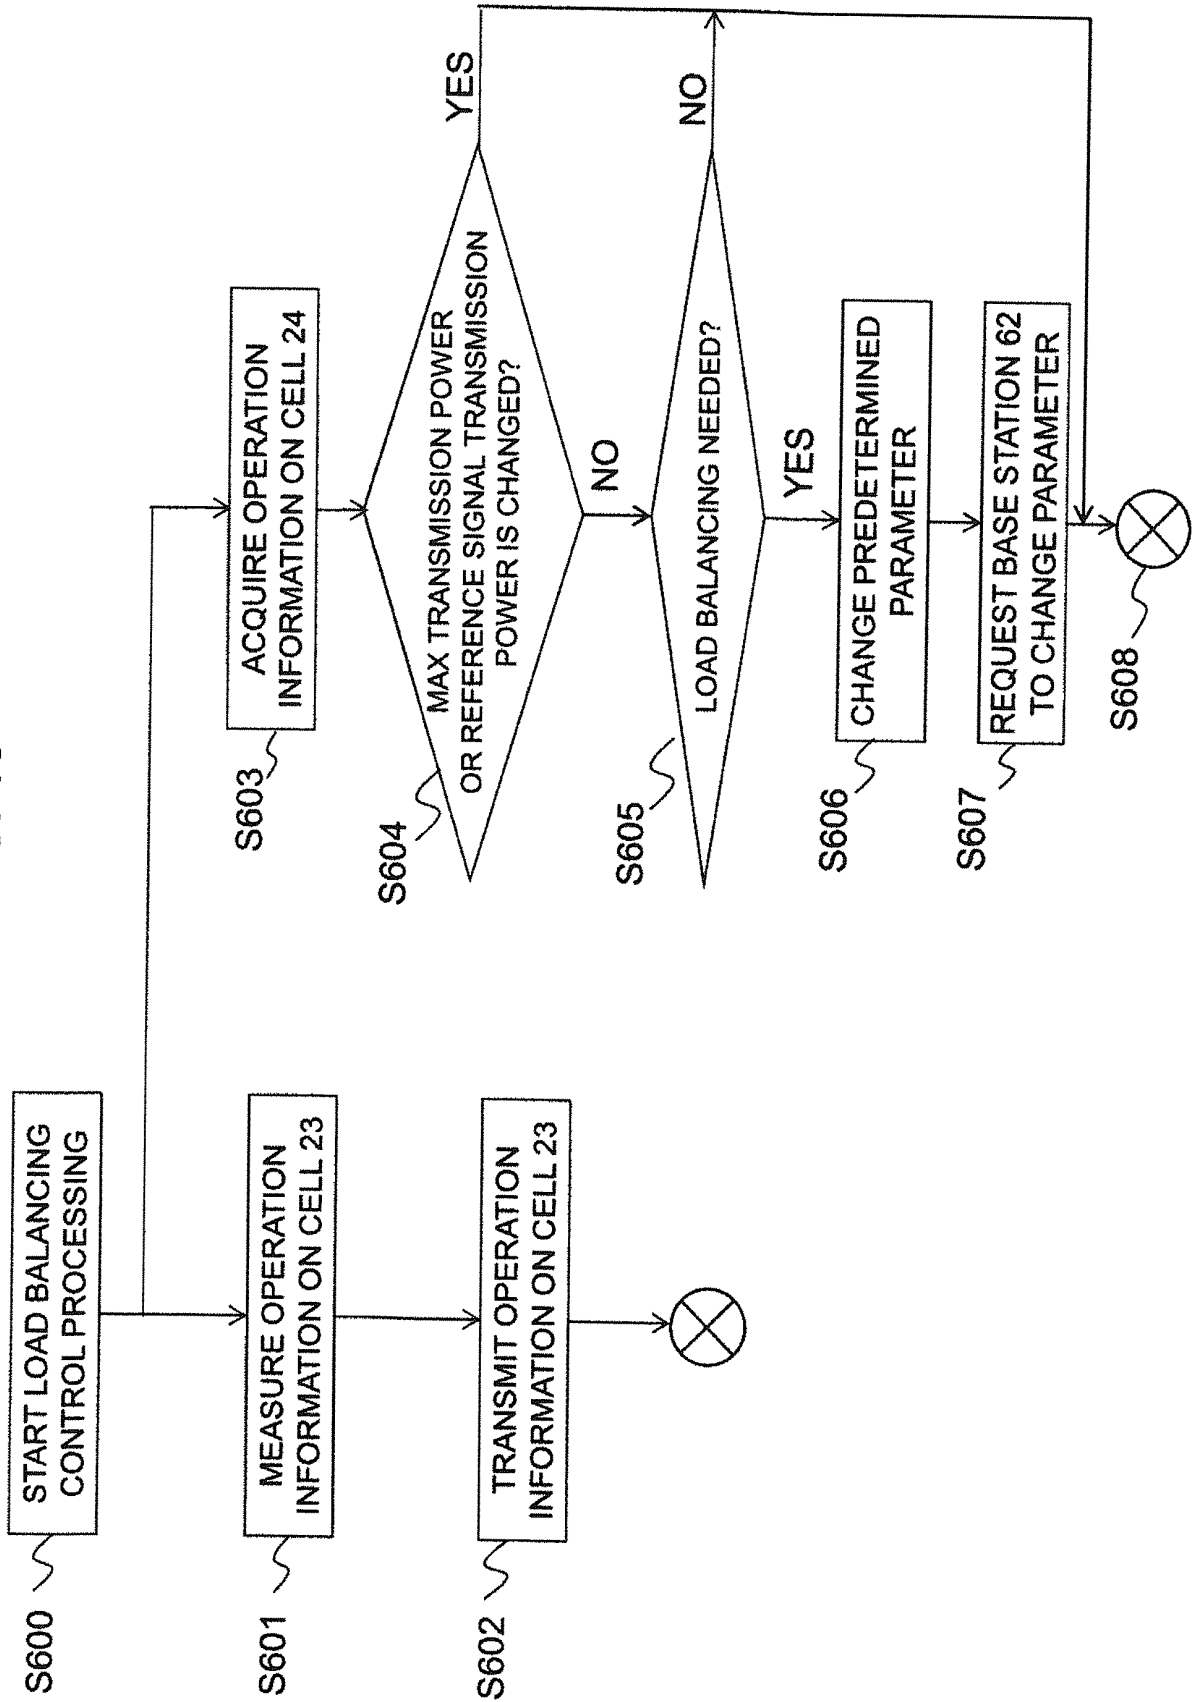 S600
START LOAD BALANCING
CONTROL PROCESSING
S601
MEASURE OPERATION
INFORMATION ON CELL 23
S602
TRANSMIT OPERATION
INFORMATION ON CELL 23
S603
ACQUIRE OPERATION
INFORMATION ON CELL 24
S604
MAX TRANSMISSION POWER
OR REFERENCE SIGNAL TRANSMISSION
POWER IS CHANGED?
YES
NO
S605
LOAD BALANCING NEEDED?
NO
YES
S606
CHANGE PREDETERMINED
PARAMETER
S607
REQUEST BASE STATION 62
TO CHANGE PARAMETER
S608